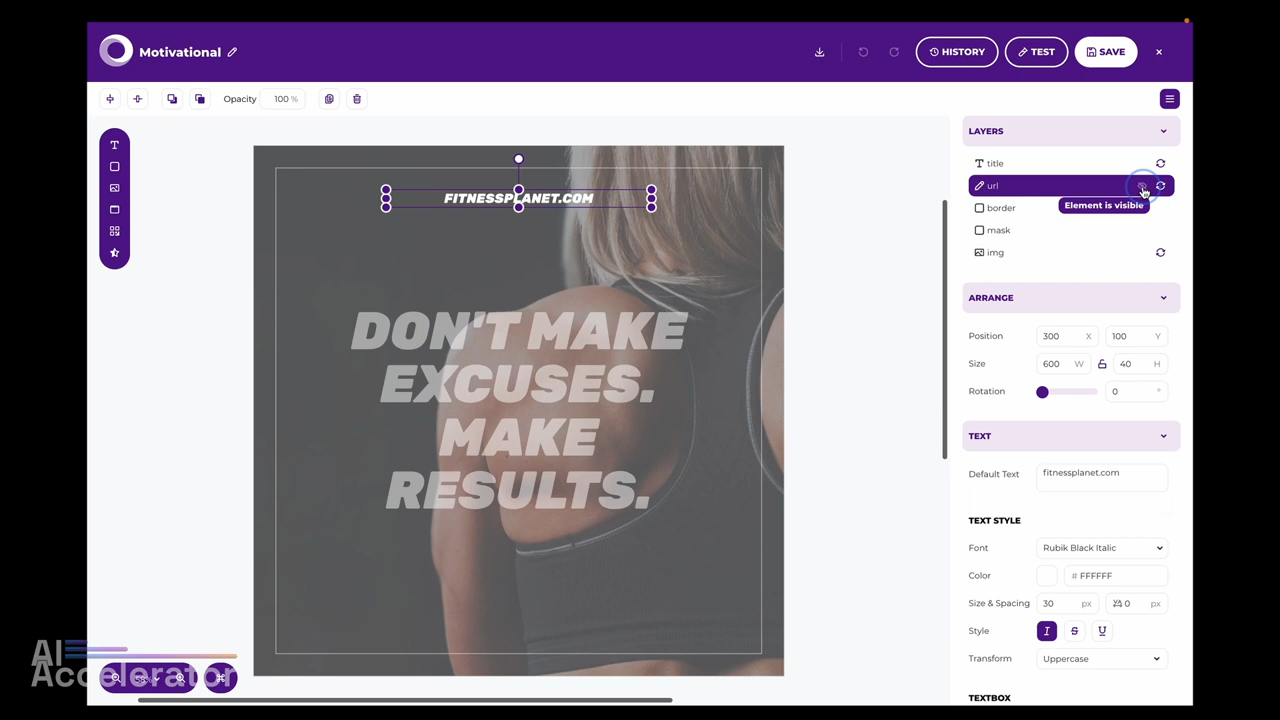 Motivational
HISTORY
TEST
SAVE
Opacity 100 %
LAYERS
title
url
Element is visible
border
mask
img
FITNESSPLANET.COM
DON'T MAKE
EXCUSES.
MAKE
RESULTS.
ARRANGE
Position 300 X 100 Y
Size 600 W 40 H
Rotation 0 °
TEXT
Default Text fitnessplanet.com
TEXT STYLE
Font Rubik Black Italic
Color # FFFFFF
Size & Spacing 30 px 0 px
Style I S U
Transform Uppercase
TEXTBOX
AI
Accelerator